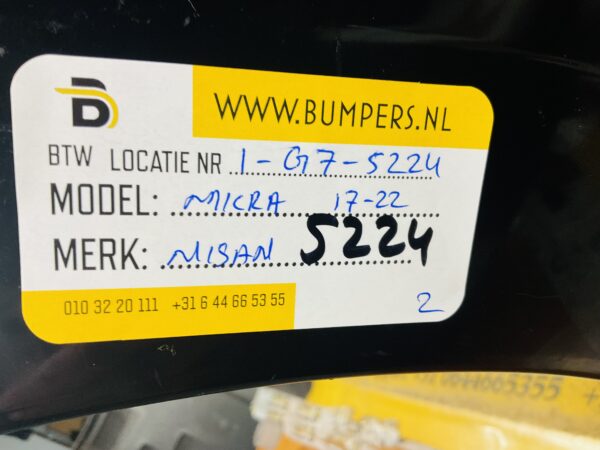 B
WWW.BUMPERS.NL
BTW LOCATIE NR 1-G7-5224
MODEL: MICRA 17-22
MERK: NISAN 5224
010 32 20 111 +31 6 44 66 53 55
2